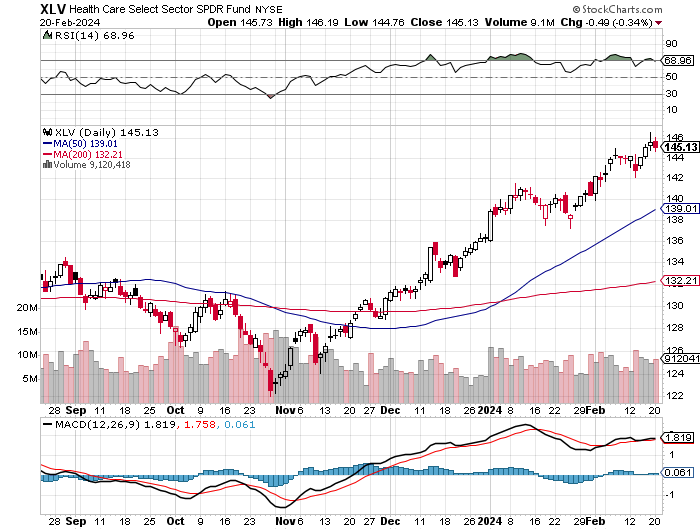 XLV Health Care Select Sector SPDR Fund NYSE © StockCharts.com
20-Feb-2024 Open 145.73 High 146.19 Low 144.76 Close 145.13 Volume 9.1M Chg -0.49 (-0.34%)
RSI(14) 68.96
90
70
68.96
50
30
10
XLV (Daily) 145.13
MA(50) 139.01
MA(200) 132.21
Volume 9,120,418
146
145.13
144
142
140
139.01
138
136
134
132.21
130
128
126
124
122
20M
15M
10M
5M
9120418
28 Sep 11 18 25 Oct 9 16 23 Nov 6 13 20 27 Dec 11 18 26 2024 8 16 22 29 Feb 12 20
MACD(12,26,9) 1.819, 1.758, 0.061
1.819
1
0.061
-1
28 Sep 11 18 25 Oct 9 16 23 Nov 6 13 20 27 Dec 11 18 26 2024 8 16 22 29 Feb 12 20